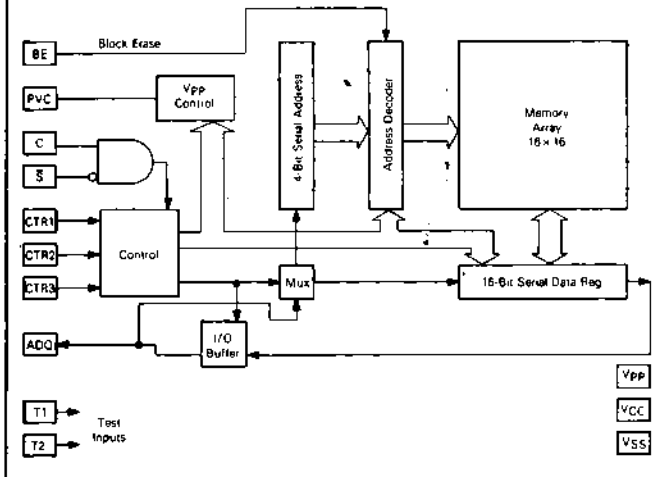 BE
Block Erase
PVC
VPP
Control
C
S̅
CTR1
CTR2
CTR3
Control
4-Bit Serial Address
Address Decoder
Memory
Array
16 × 16
Mux
16-Bit Serial Data Reg
ADQ
I/O
Buffer
T1
T2
Test
Inputs
VPP
VCC
VSS